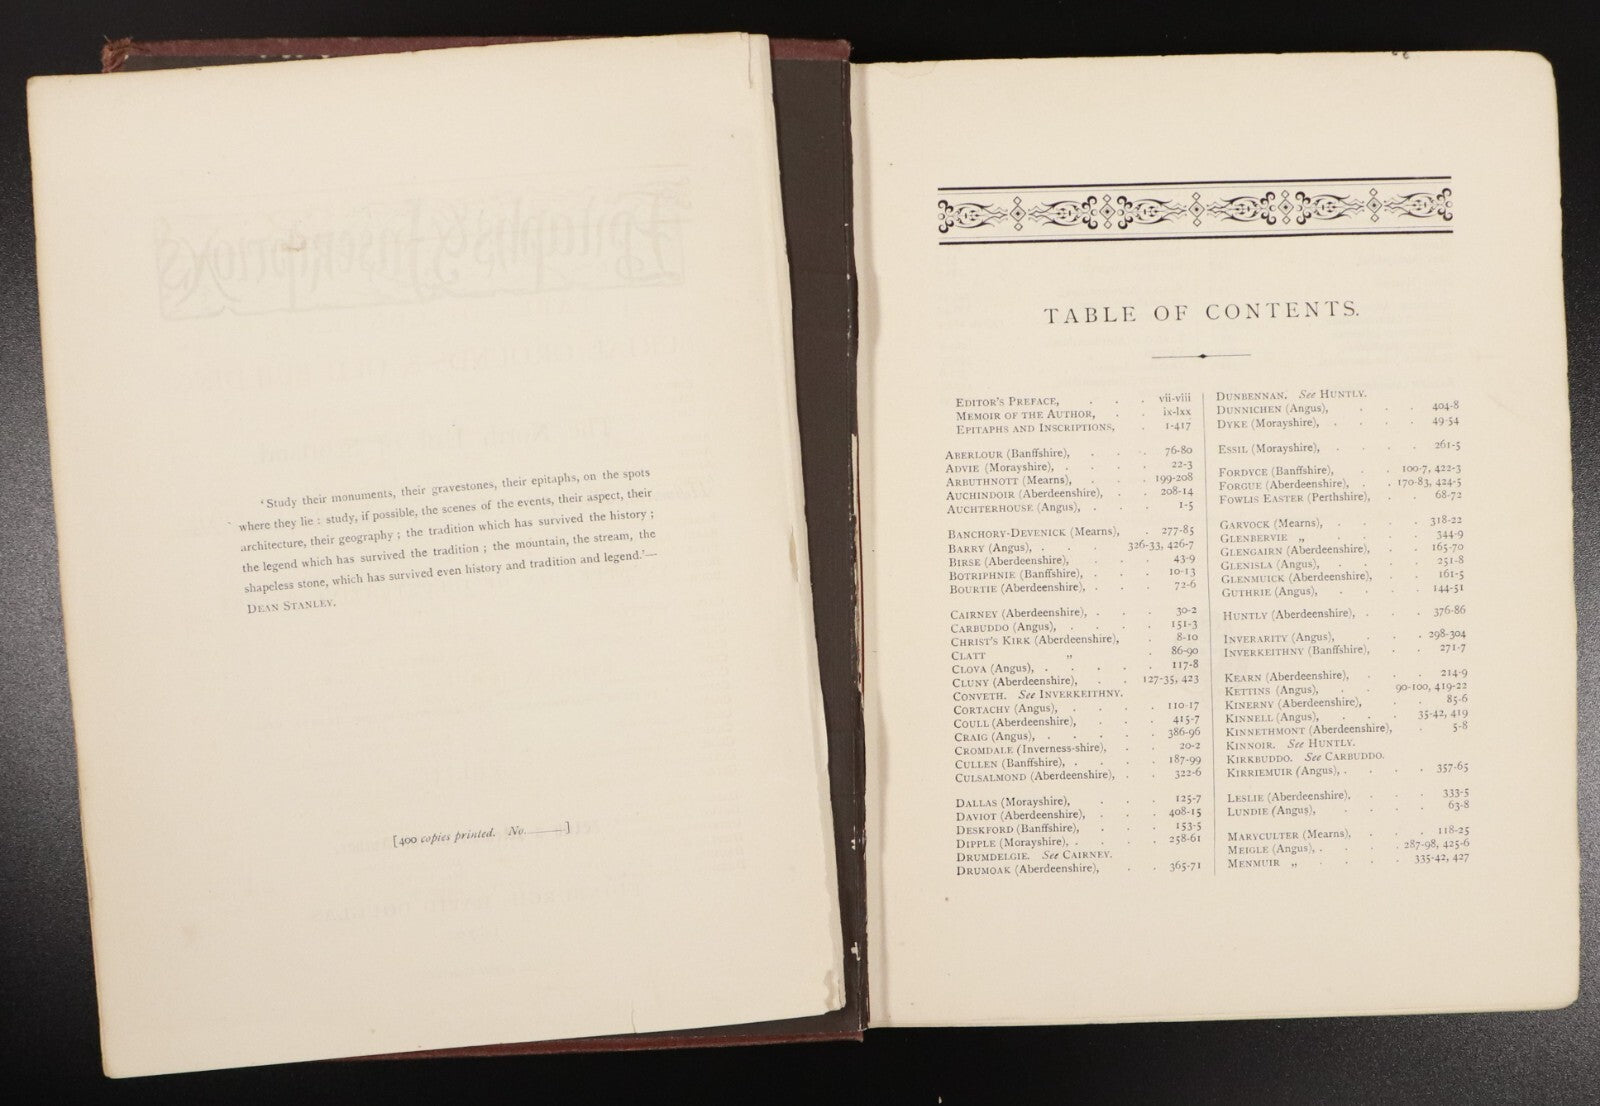 'Study their monuments, their gravestones, their epitaphs, on the spots
where they lie : study, if possible, the scenes of the events, their aspect, their
architecture, their geography ; the tradition which has survived the history ;
the legend which has survived the tradition ; the mountain, the stream, the
shapeless stone, which has survived even history and tradition and legend.'—
DEAN STANLEY.
[400 copies printed. No.——]
TABLE OF CONTENTS.
EDITOR'S PREFACE, . . . vii-viii
MEMOIR OF THE AUTHOR, . . ix-lxx
EPITAPHS AND INSCRIPTIONS, . 1-417
ABERLOUR (Banffshire), . . . 76-80
ADVIE (Morayshire), . . . . 22-3
ARBUTHNOTT (Mearns), . . . 199-208
AUCHINDOIR (Aberdeenshire), . . 208-14
AUCHTERHOUSE (Angus), . . . 1-5
BANCHORY-DEVENICK (Mearns), . 277-85
BARRY (Angus), . . . 326-33, 426-7
BIRSE (Aberdeenshire), . . . 43-9
BOTRIPHNIE (Banffshire), . . . 10-13
BOURTIE (Aberdeenshire), . . . 72-6
CAIRNEY (Aberdeenshire), . . . 30-2
CARBUDDO (Angus), . . . . 151-3
CHRIST'S KIRK (Aberdeenshire), . 8-10
CLATT „ . 86-90
CLOVA (Angus), . . . . . 117-8
CLUNY (Aberdeenshire), . . 127-35, 423
CONVETH. See INVERKEITHNY.
CORTACHY (Angus), . . . . 110-17
COULL (Aberdeenshire), . . . 415-7
CRAIG (Angus), . . . . . 386-96
CROMDALE (Inverness-shire), . . 20-2
CULLEN (Banffshire), . . . . 187-99
CULSALMOND (Aberdeenshire), . . 322-6
DALLAS (Morayshire), . . . 125-7
DAVIOT (Aberdeenshire), . . . 408-15
DESKFORD (Banffshire), . . . 153-5
DIPPLE (Morayshire), . . . . 258-61
DRUMDELGIE. See CAIRNEY.
DRUMOAK (Aberdeenshire), . . 365-71
DUNBENNAN. See HUNTLY.
DUNNICHEN (Angus), . . . 404-8
DYKE (Morayshire), . . . . 49-54
ESSIL (Morayshire), . . . . 261-5
FORDYCE (Banffshire), . . 100-7, 422-3
FORGUE (Aberdeenshire), . . 170-83, 424-5
FOWLIS EASTER (Perthshire), . . 68-72
GARVOCK (Mearns), . . . . 318-22
GLENBERVIE „ . . . . 344-9
GLENGAIRN (Aberdeenshire), . . 165-70
GLENISLA (Angus), . . . . 251-8
GLENMUICK (Aberdeenshire), . . 161-5
GUTHRIE (Angus), . . . . 144-51
HUNTLY (Aberdeenshire), . . . 376-86
INVERARITY (Angus), . . . 298-304
INVERKEITHNY (Banffshire), . . 271-7
KEARN (Aberdeenshire), . . . 214-9
KETTINS (Angus), . . 90-100, 419-22
KINERNY (Aberdeenshire), . . 85-6
KINNELL (Angus), . . . 35-42, 419
KINNETHMONT (Aberdeenshire), . 5-8
KINNOIR. See HUNTLY.
KIRKBUDDO. See CARBUDDO.
KIRRIEMUIR (Angus), . . . . 357-65
LESLIE (Aberdeenshire), . . . 333-5
LUNDIE (Angus), . . . . 63-8
MARYCULTER (Mearns), . . . 118-25
MEIGLE (Angus), . . . . 287-98, 425-6
MENMUIR „ . . . . 335-42, 427